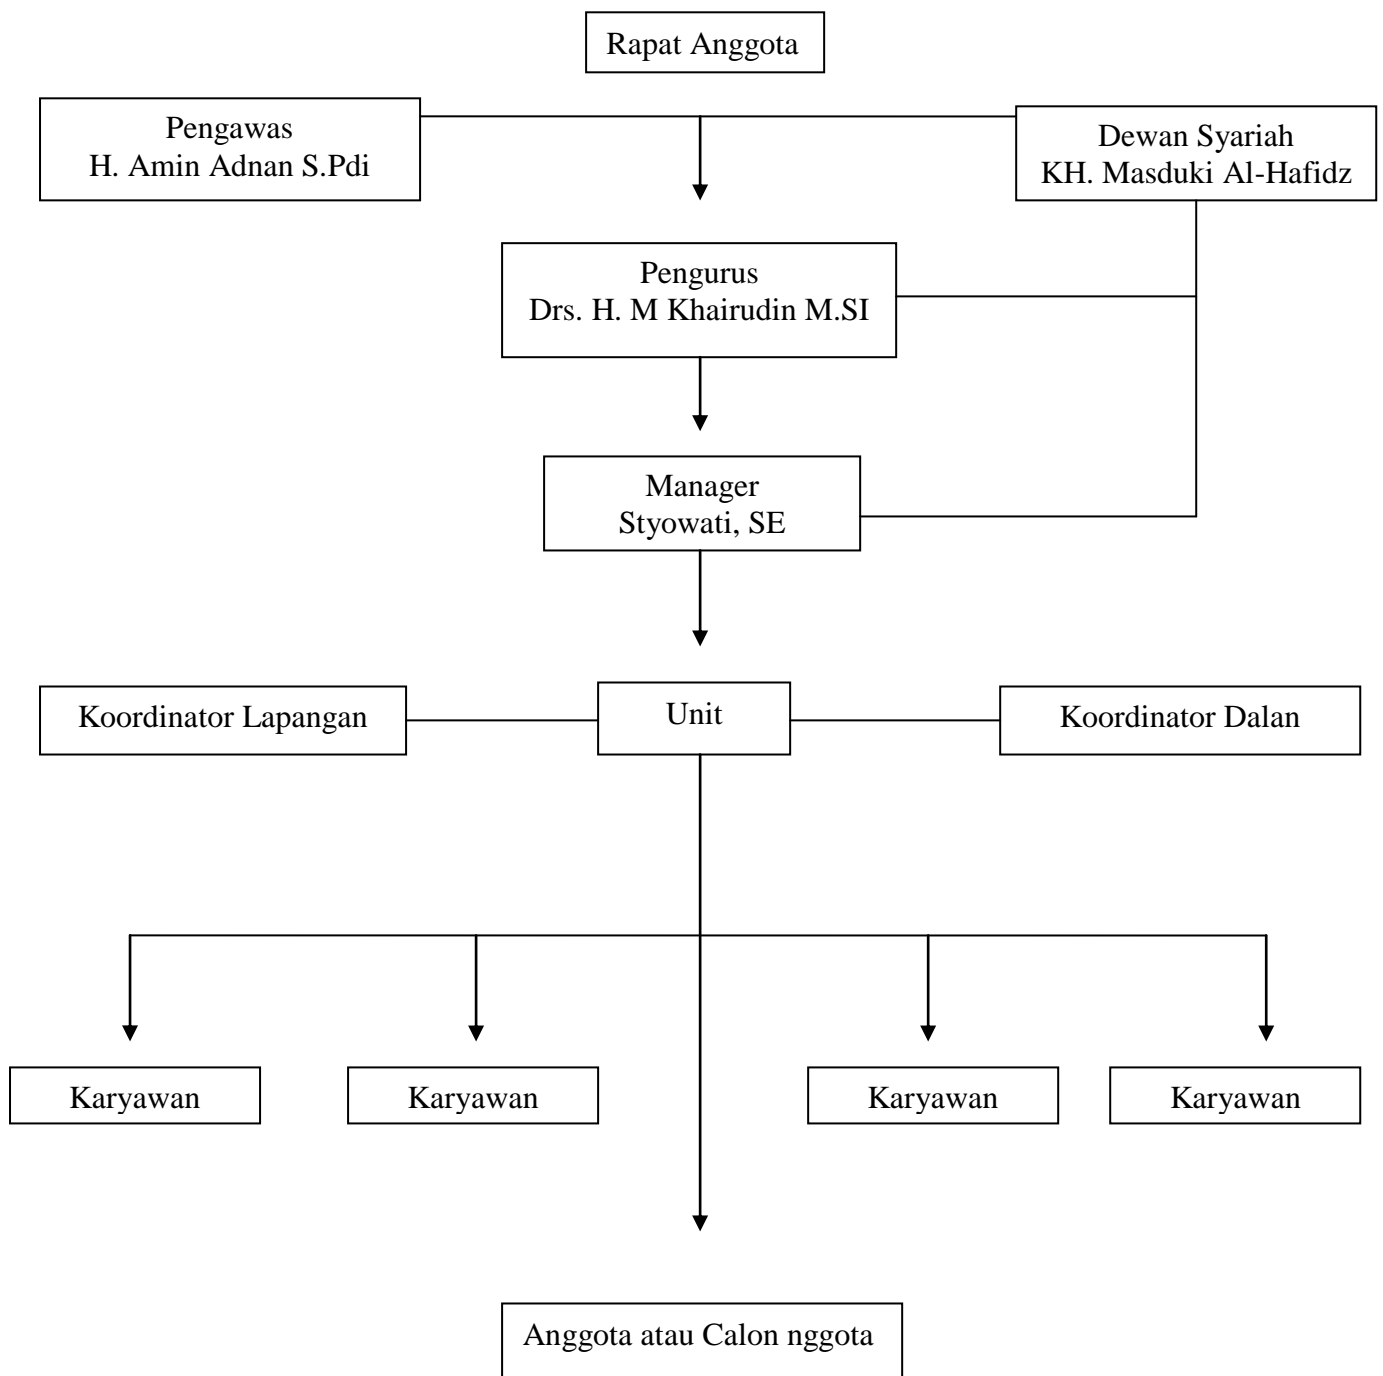 Rapat Anggota
Pengawas
H. Amin Adnan S.Pdi
Dewan Syariah
KH. Masduki Al-Hafidz
Pengurus
Drs. H. M Khairudin M.SI
Manager
Styowati, SE
Koordinator Lapangan
Unit
Koordinator Dalan
Karyawan
Karyawan
Karyawan
Karyawan
Anggota atau Calon nggota